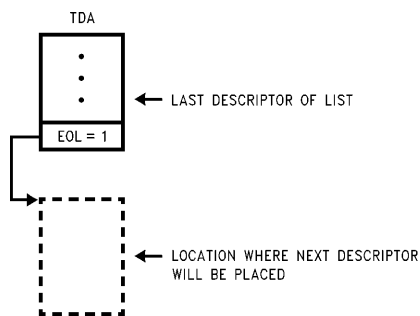 TDA
LAST DESCRIPTOR OF LIST
EOL = 1
LOCATION WHERE NEXT DESCRIPTOR
WILL BE PLACED